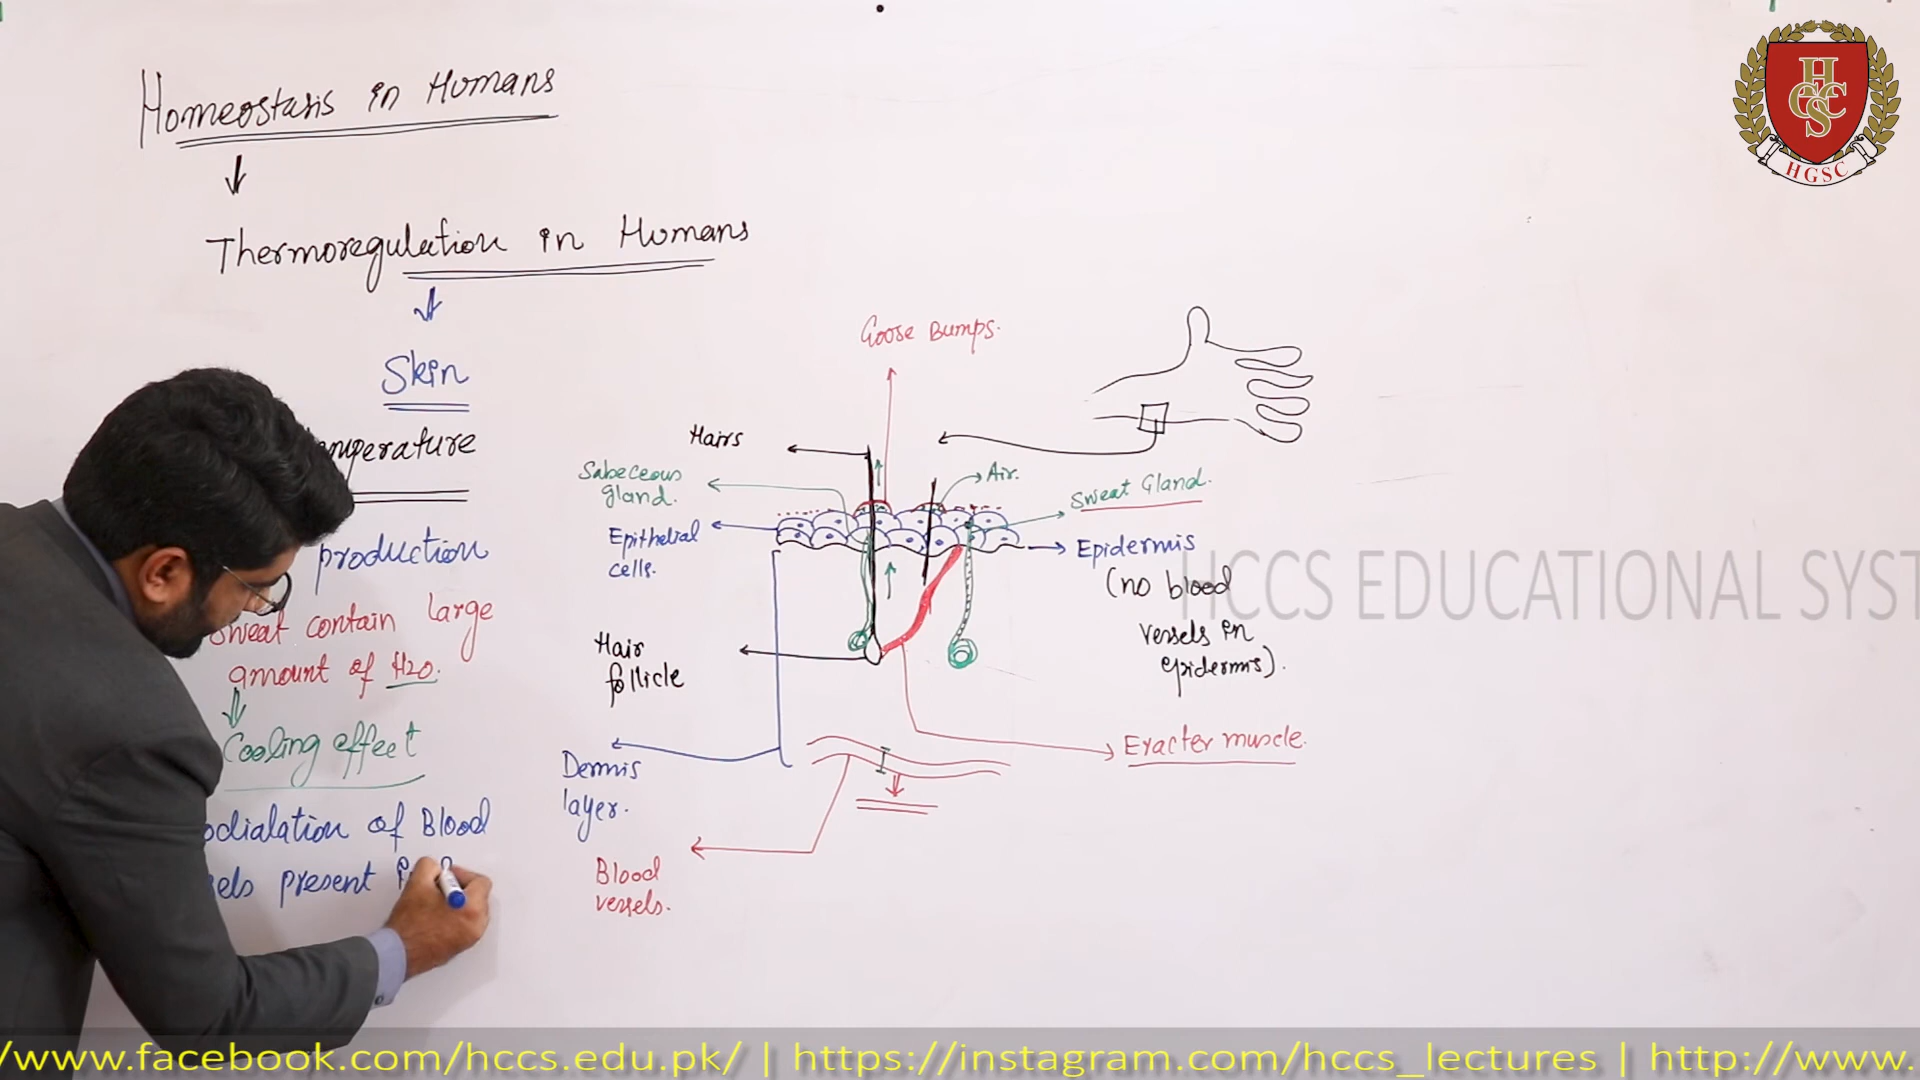 Homeostasis in Humans
Thermoregulation in Humans
Skin
production
Sweat contain large
amount of H2O.
Cooling effect
of Blood
present
Goose Bumps.
Hairs
Sabeceous
gland.
Epithelial
cells.
Hair
follicle
Dermis
layer.
Blood
vessels.
Air.
Sweat Gland.
Epidermis
(no blood
vessels in
epidermis).
Eracter muscle.
HGSC
HCCS EDUCATIONAL SYST
/www.facebook.com/hccs.edu.pk/ | https://instagram.com/hccs_lectures | http://www.